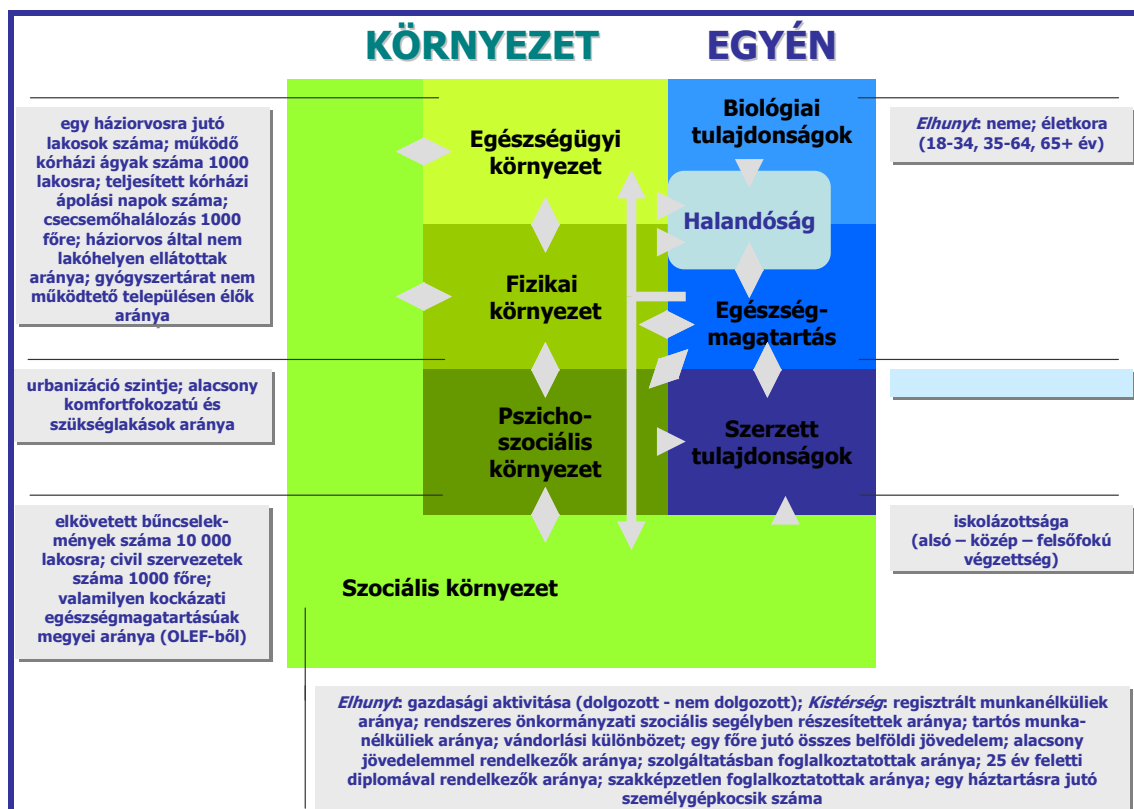 KÖRNYEZET
EGYÉN
egy háziorvosra jutó
lakosok száma; működő
kórházi ágyak száma 1000
lakosra; teljesített kórházi
ápolási napok száma;
csecsemőhalálozás 1000
főre; háziorvos által nem
lakóhelyen ellátottak
aránya; gyógyszertárat nem
működtető településen élők
aránya
Egészségügyi
környezet
Biológiai
tulajdonságok
Elhunyt: neme; életkora
(18-34, 35-64, 65+ év)
Halandóság
Fizikai
környezet
Egészség-
magatartás
urbanizáció szintje; alacsony
komfortfokozatú és
szükséglakások aránya
Pszicho-
szociális
környezet
Szerzett
tulajdonságok
elkövetett bűncselek-
mények száma 10 000
lakosra; civil szervezetek
száma 1000 főre;
valamilyen kockázati
egészségmagatartásúak
megyei aránya (OLEF-ből)
iskolázottsága
(alsó – közép – felsőfokú
végzettség)
Szociális környezet
Elhunyt: gazdasági aktivitása (dolgozott - nem dolgozott); Kistérség: regisztrált munkanélküliek
aránya; rendszeres önkormányzati szociális segélyben részesítettek aránya; tartós munka-
nélküliek aránya; vándorlási különbözet; egy főre jutó összes belföldi jövedelem; alacsony
jövedelemmel rendelkezők aránya; szolgáltatásban foglalkoztatottak aránya; 25 év feletti
diplomával rendelkezők aránya; szakképzetlen foglalkoztatottak aránya; egy háztartásra jutó
személygépkocsik száma